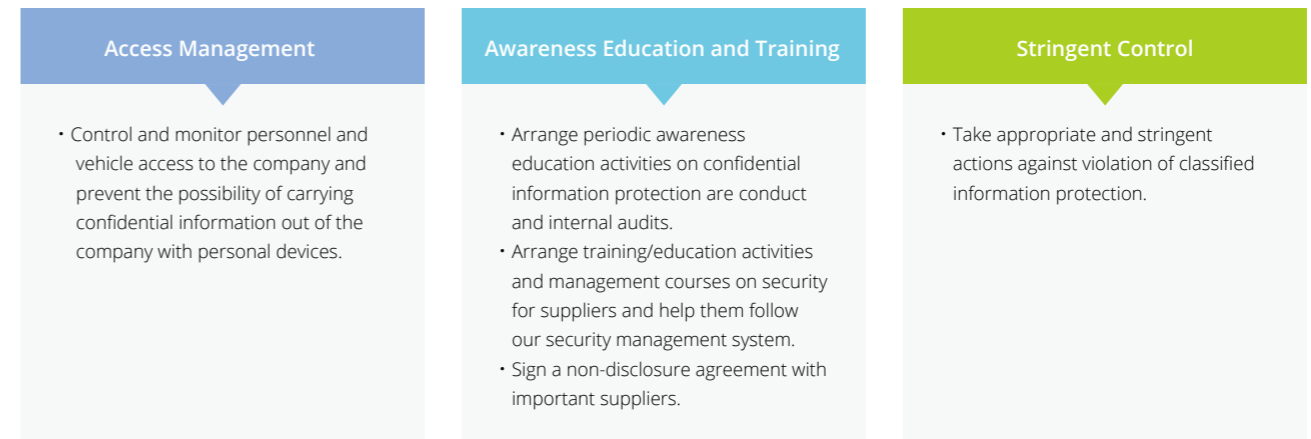 Access Management
・Control and monitor personnel and
vehicle access to the company and
prevent the possibility of carrying
confidential information out of the
company with personal devices.
Awareness Education and Training
・Arrange periodic awareness
education activities on confidential
information protection are conduct
and internal audits.
・Arrange training/education activities
and management courses on security
for suppliers and help them follow
our security management system.
・Sign a non-disclosure agreement with
important suppliers.
Stringent Control
・Take appropriate and stringent
actions against violation of classified
information protection.